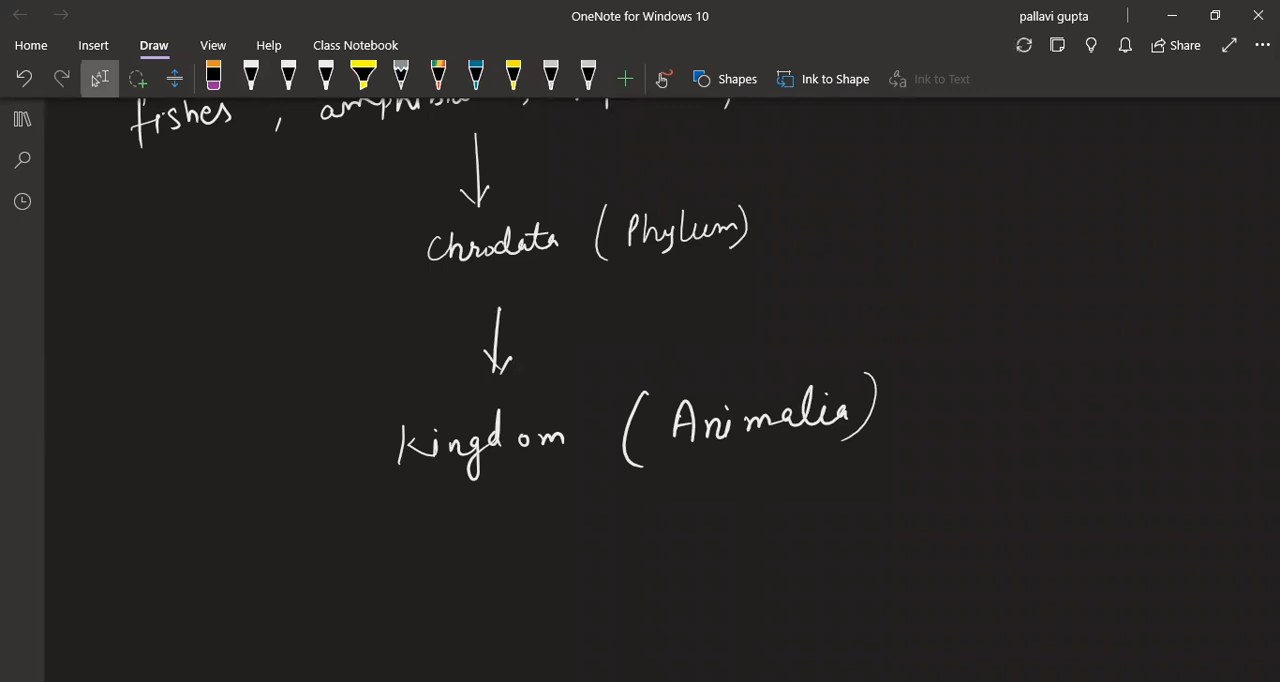 OneNote for Windows 10
pallavi gupta
Home Insert Draw View Help Class Notebook
Share
Shapes Ink to Shape Ink to Text
fishes ,
Chrodata (Phylum)
Kingdom (Animalia)